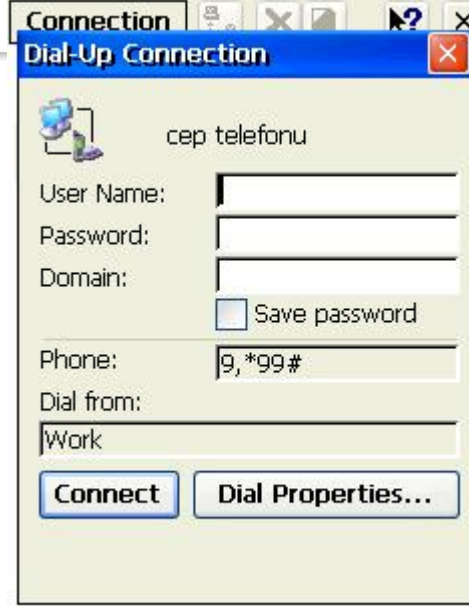 Connection
Dial-Up Connection
cep telefonu
User Name:
Password:
Domain:
Save password
Phone: 9,*99#
Dial from:
Work
Connect Dial Properties...